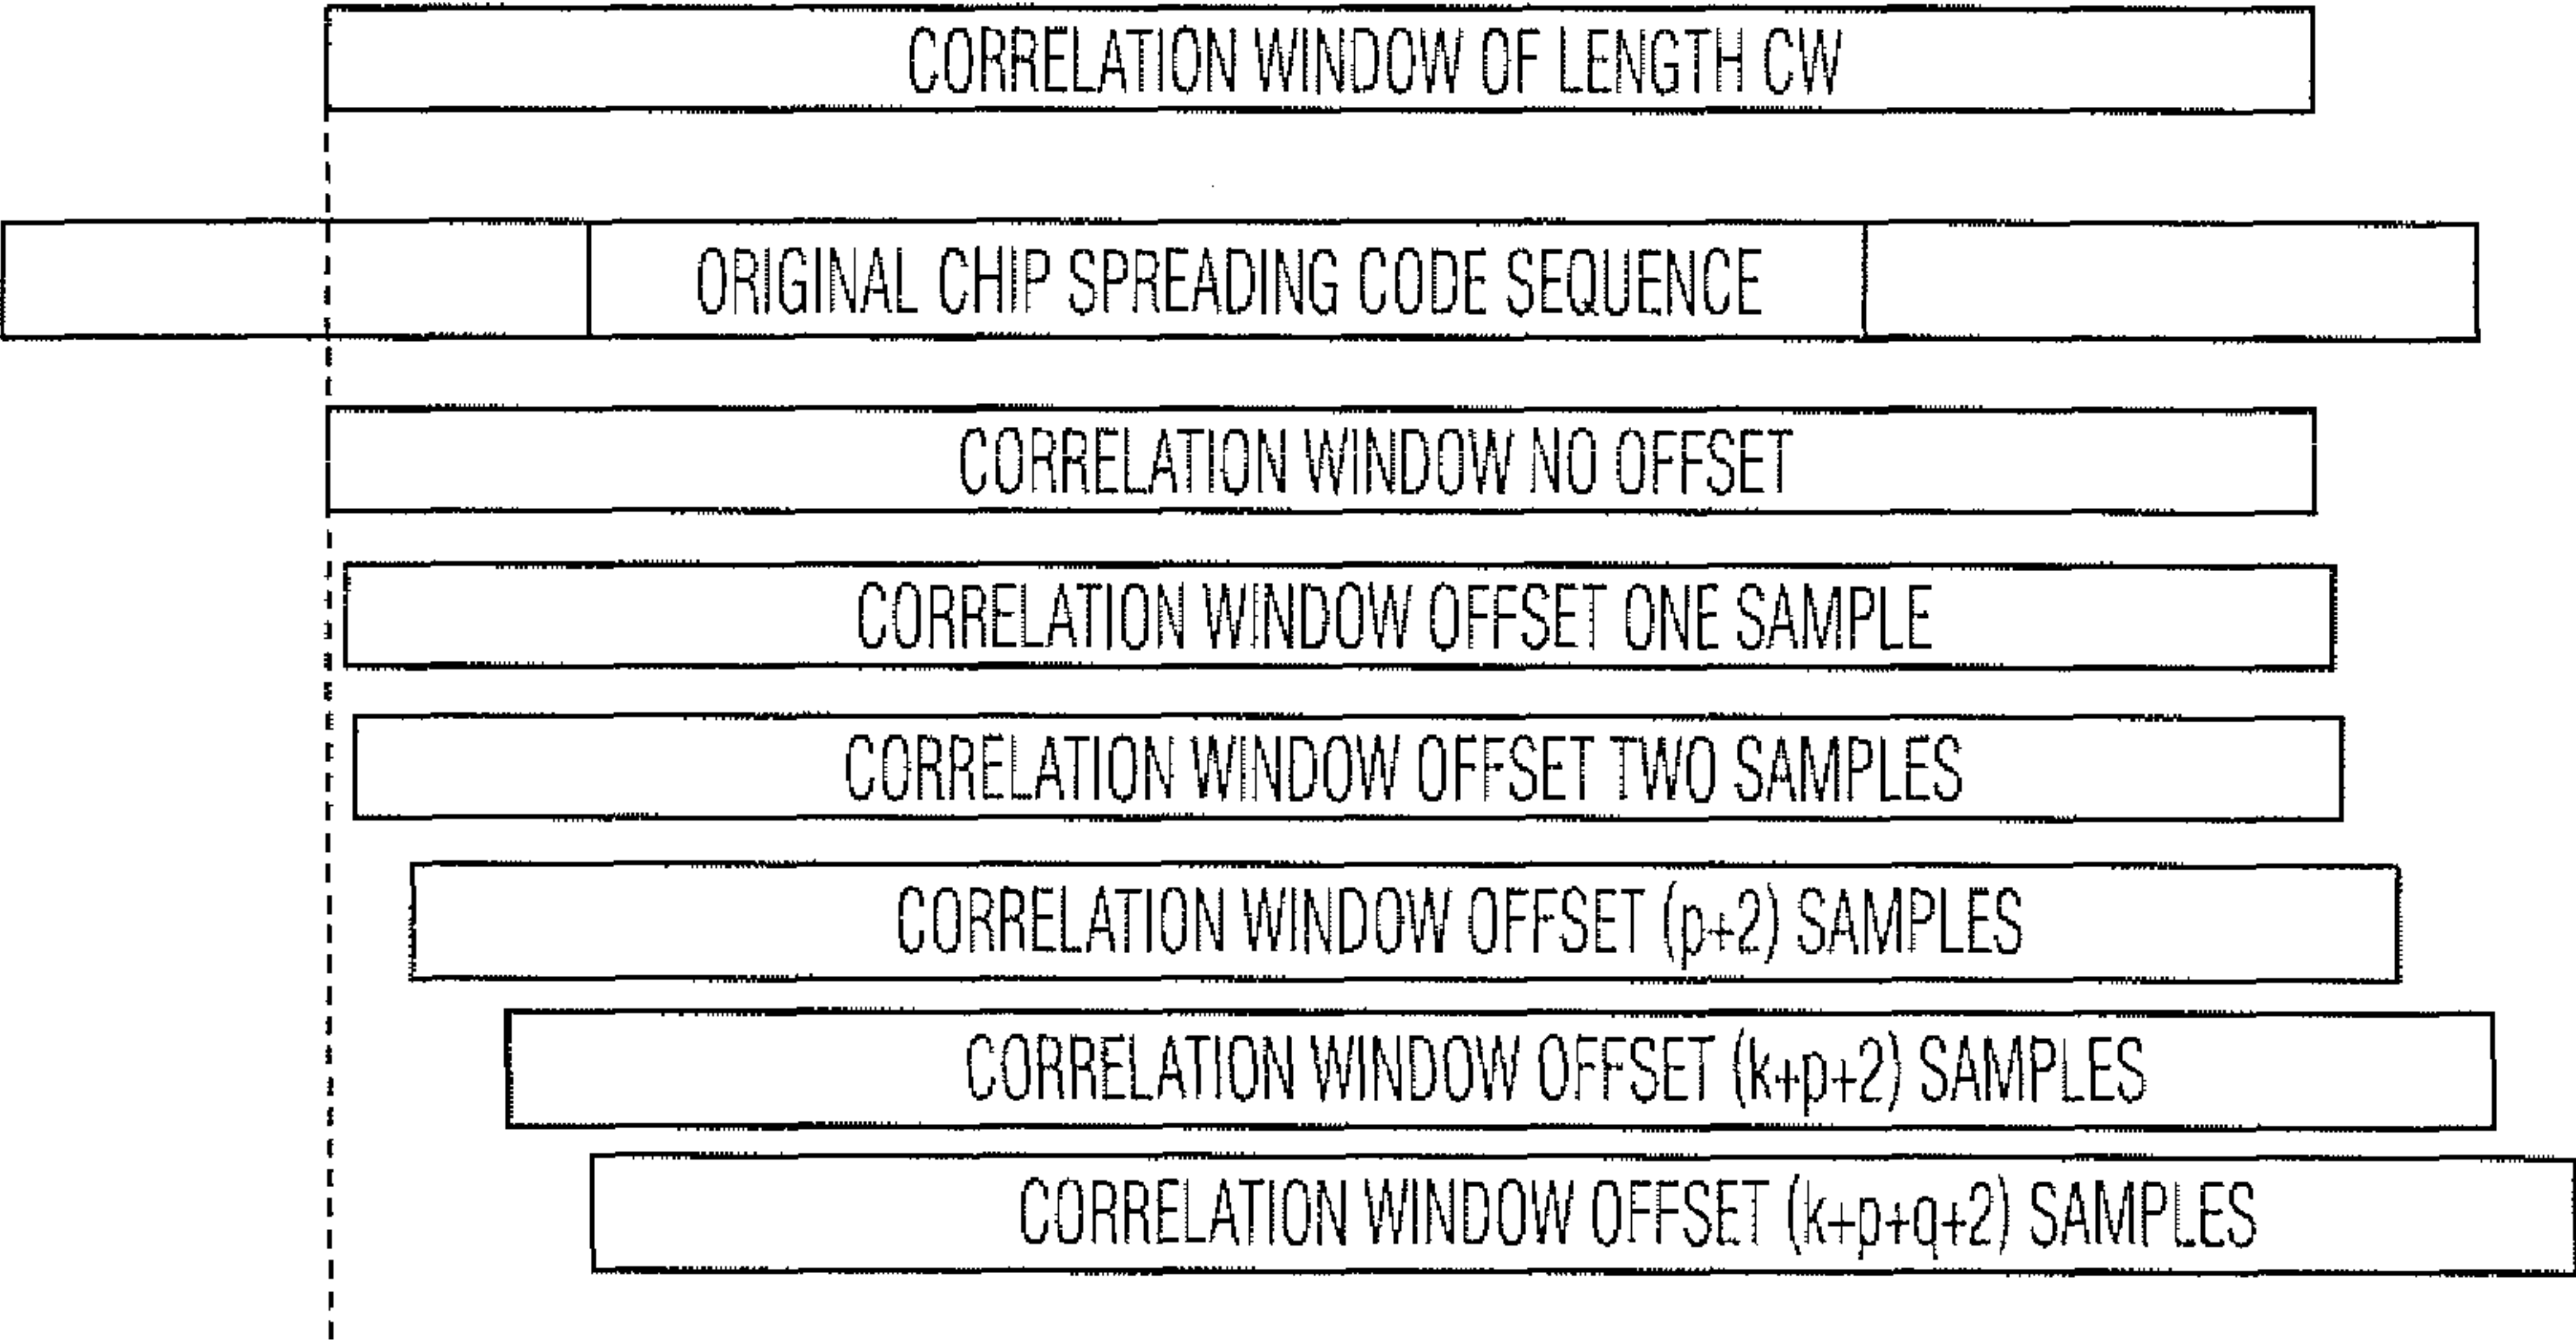 CORRELATION WINDOW OF LENGTH CW
ORIGINAL CHIP SPREADING CODE SEQUENCE
CORRELATION WINDOW NO OFFSET
CORRELATION WINDOW OFFSET ONE SAMPLE
CORRELATION WINDOW OFFSET TWO SAMPLES
CORRELATION WINDOW OFFSET (p+2) SAMPLES
CORRELATION WINDOW OFFSET (k+p+2) SAMPLES
CORRELATION WINDOW OFFSET (k+p+q+2) SAMPLES